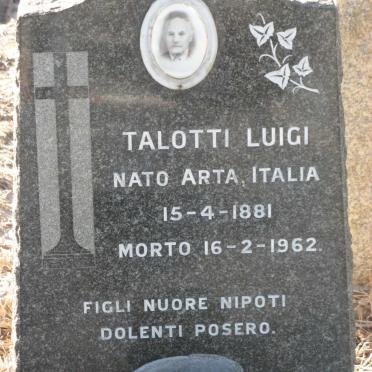 TALOTTI LUIGI
NATO ARTA, ITALIA
15-4-1881
MORTO 16-2-1962.
FIGLI NUORE NIPOTI
DOLENTI POSERO.